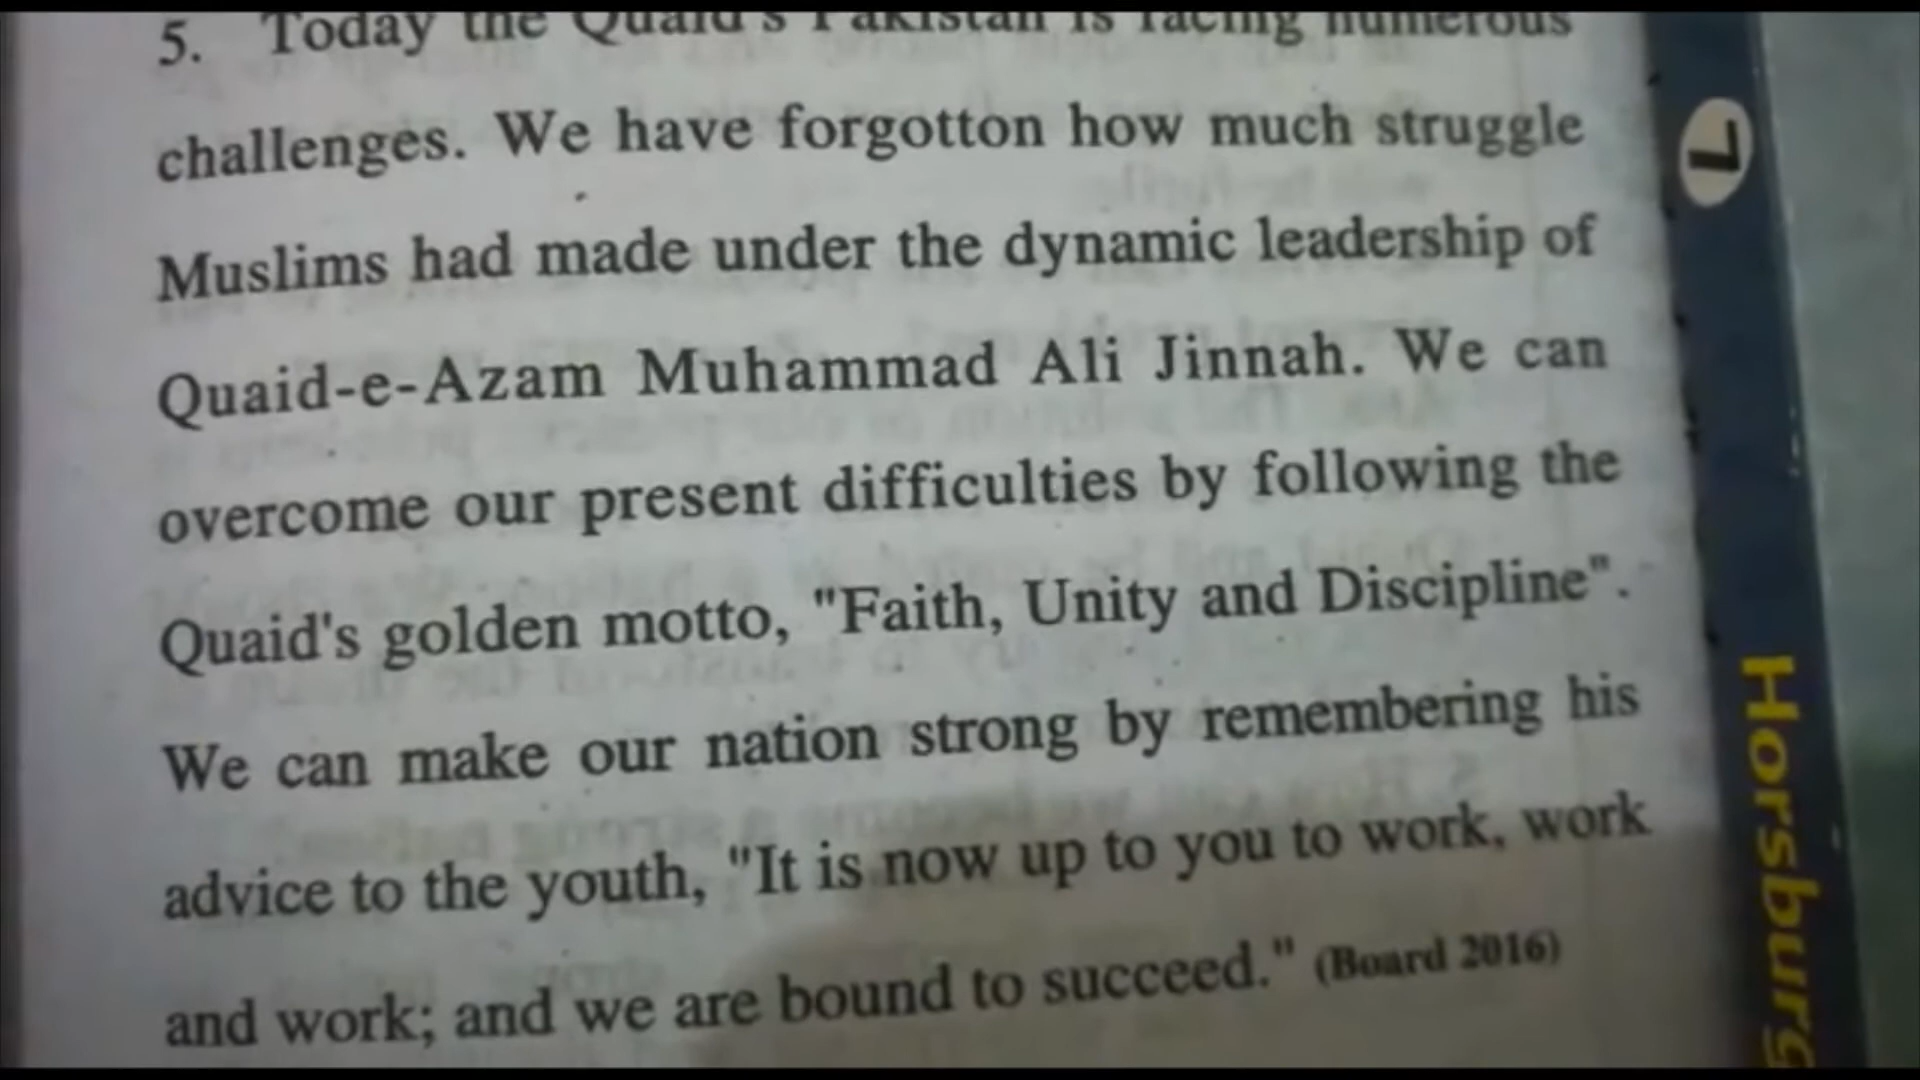 5. Today the Quaid's Pakistan is facing numerous
challenges. We have forgotton how much struggle
Muslims had made under the dynamic leadership of
Quaid-e-Azam Muhammad Ali Jinnah. We can
overcome our present difficulties by following the
Quaid's golden motto, "Faith, Unity and Discipline".
We can make our nation strong by remembering his
advice to the youth, "It is now up to you to work, work
and work; and we are bound to succeed." (Board 2016)
7
Horsburg